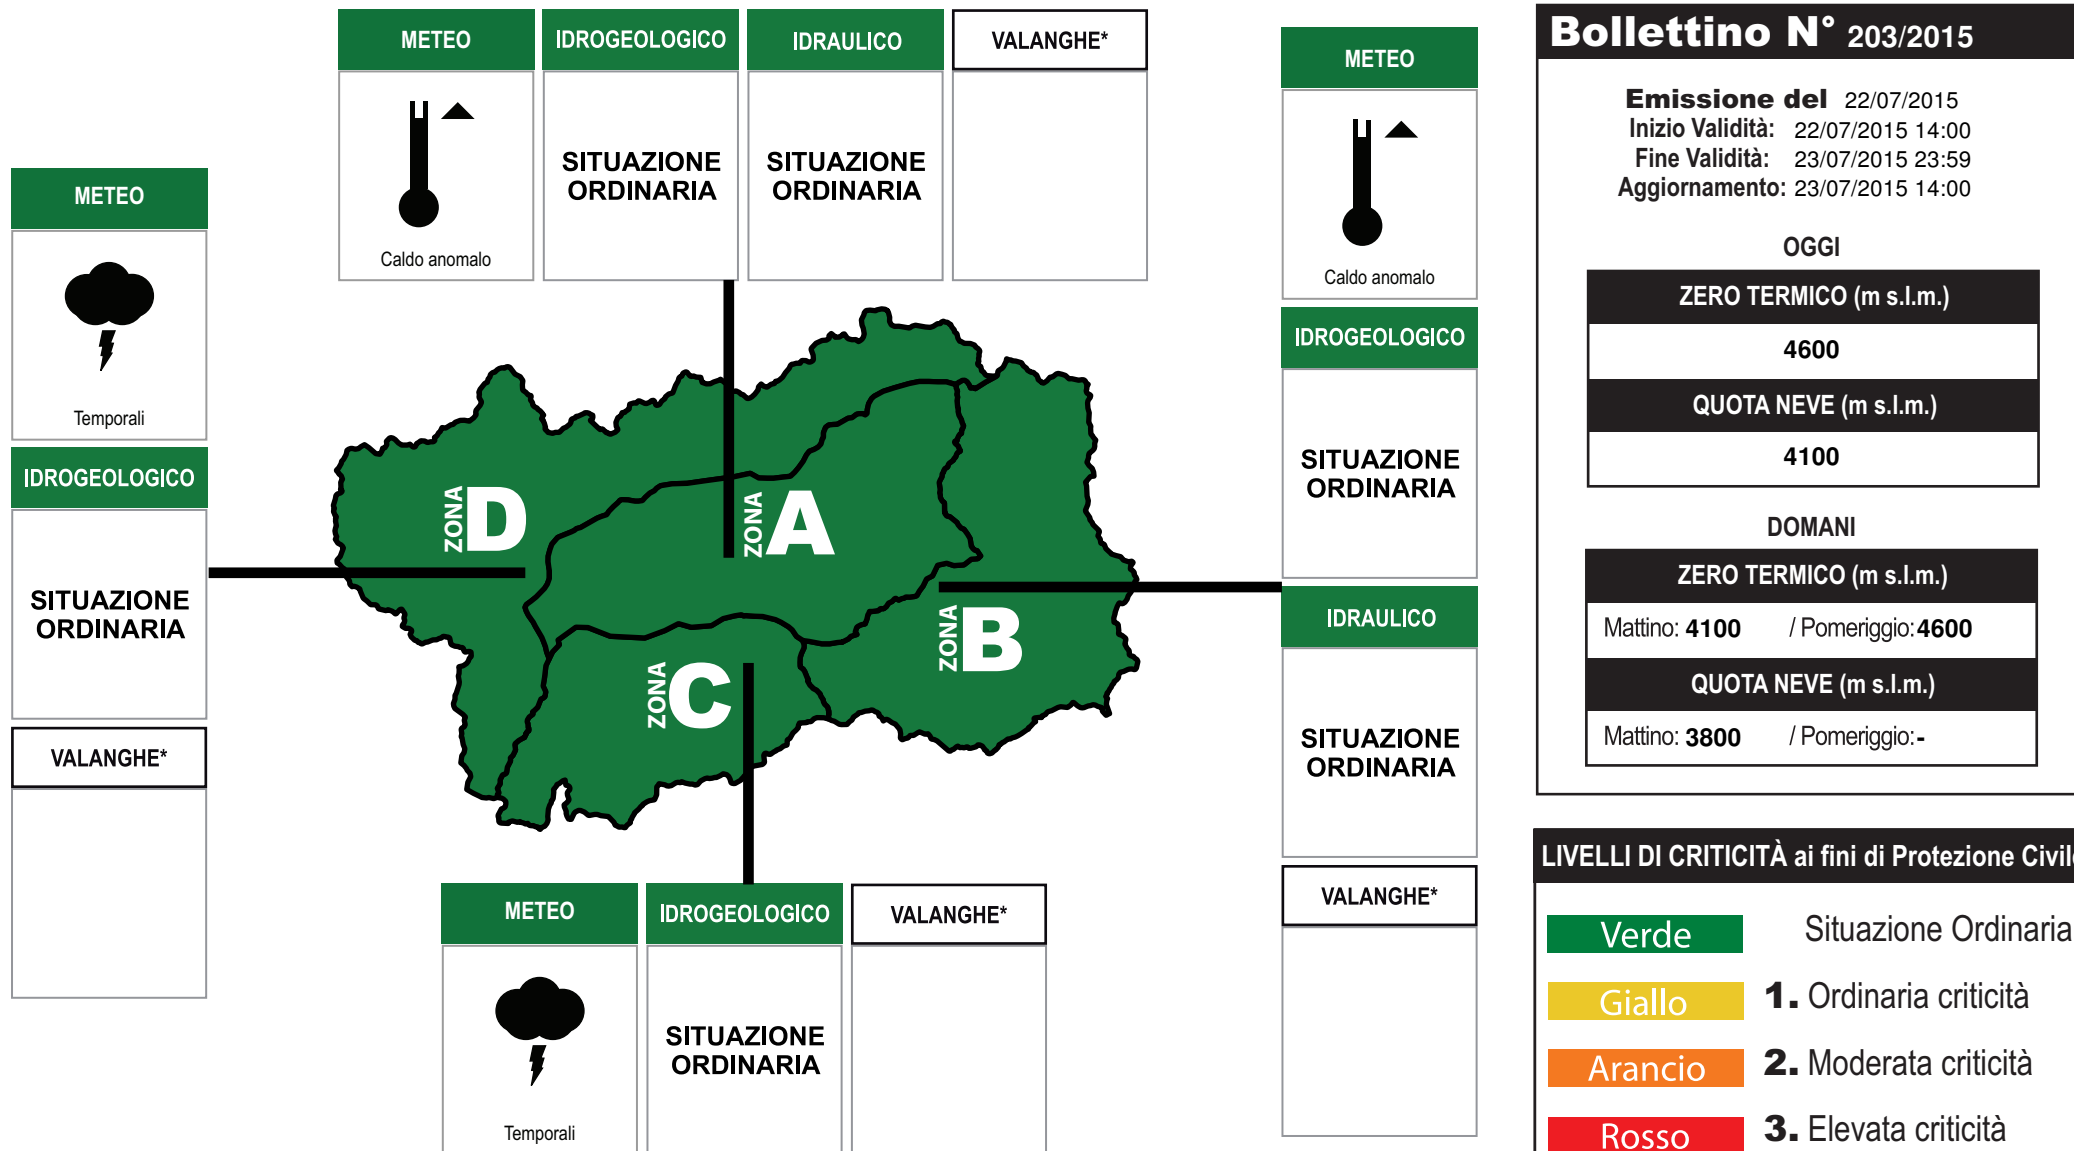 METEO
IDROGEOLOGICO
IDRAULICO
VALANGHE*
Caldo anomalo
SITUAZIONE
ORDINARIA
SITUAZIONE
ORDINARIA
METEO
Temporali
IDROGEOLOGICO
SITUAZIONE
ORDINARIA
VALANGHE*
ZONA D
ZONA A
ZONA B
ZONA C
METEO
Caldo anomalo
IDROGEOLOGICO
SITUAZIONE
ORDINARIA
IDRAULICO
SITUAZIONE
ORDINARIA
VALANGHE*
METEO
IDROGEOLOGICO
VALANGHE*
Temporali
SITUAZIONE
ORDINARIA
Bollettino N° 203/2015
Emissione del 22/07/2015
Inizio Validità: 22/07/2015 14:00
Fine Validità: 23/07/2015 23:59
Aggiornamento: 23/07/2015 14:00
OGGI
ZERO TERMICO (m s.l.m.)
4600
QUOTA NEVE (m s.l.m.)
4100
DOMANI
ZERO TERMICO (m s.l.m.)
Mattino: 4100 / Pomeriggio: 4600
QUOTA NEVE (m s.l.m.)
Mattino: 3800 / Pomeriggio: -
LIVELLI DI CRITICITÀ ai fini di Protezione Civile
Verde Situazione Ordinaria
Giallo 1. Ordinaria criticità
Arancio 2. Moderata criticità
Rosso 3. Elevata criticità